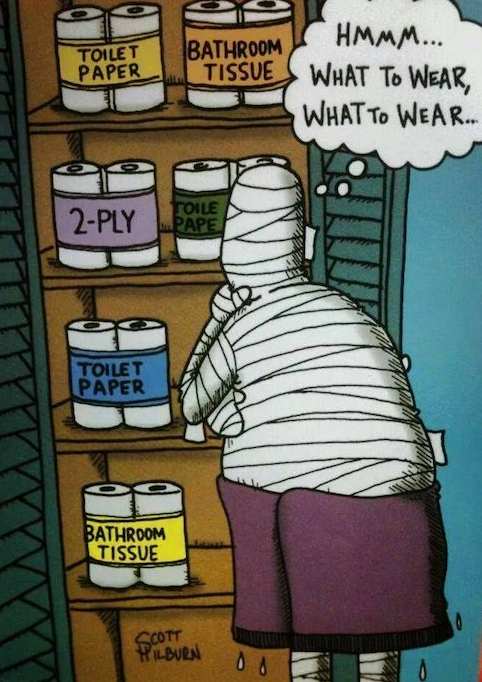 TOILET
PAPER
BATHROOM
TISSUE
HMMM...
WHAT TO WEAR,
WHAT TO WEAR...
2-PLY
TOILE
PAPE
TOILET
PAPER
BATHROOM
TISSUE
SCOTT
HILBURN